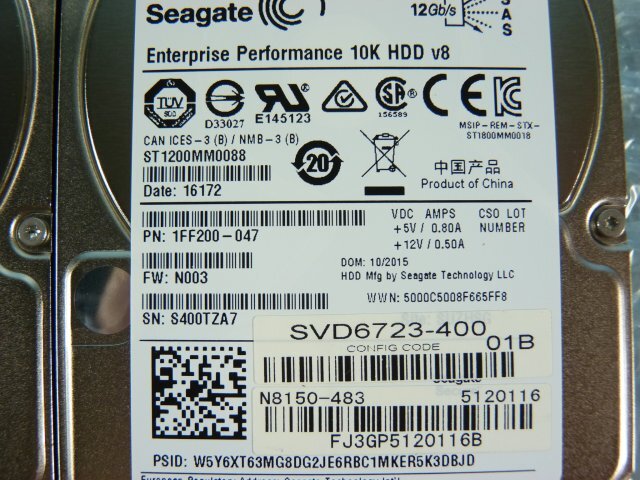 Seagate
12Gb/s
SAS
Enterprise Performance 10K HDD v8
TUV
SUD
D33027
E145123
156589
MSIP-REM-STX-
ST1800MM0018
CAN ICES-3 (B) / NMB-3 (B)
ST1200MM0088
20
中国产品
Product of China
Date: 16172
VDC AMPS
+5V / 0.80A
+12V / 0.50A
CSO LOT
NUMBER
PN: 1FF200-047
DOM: 10/2015
HDD Mfg by Seagate Technology LLC
FW: N003
WWN: 5000C5008F665FF8
SN: S400TZA7
SVD6723-400
CONFIG CODE
01B
N8150-483
5120116
FJ3GP5120116B
PSID: W5Y6XT63MG8DG2JE6RBC1MKER5K3DBJD